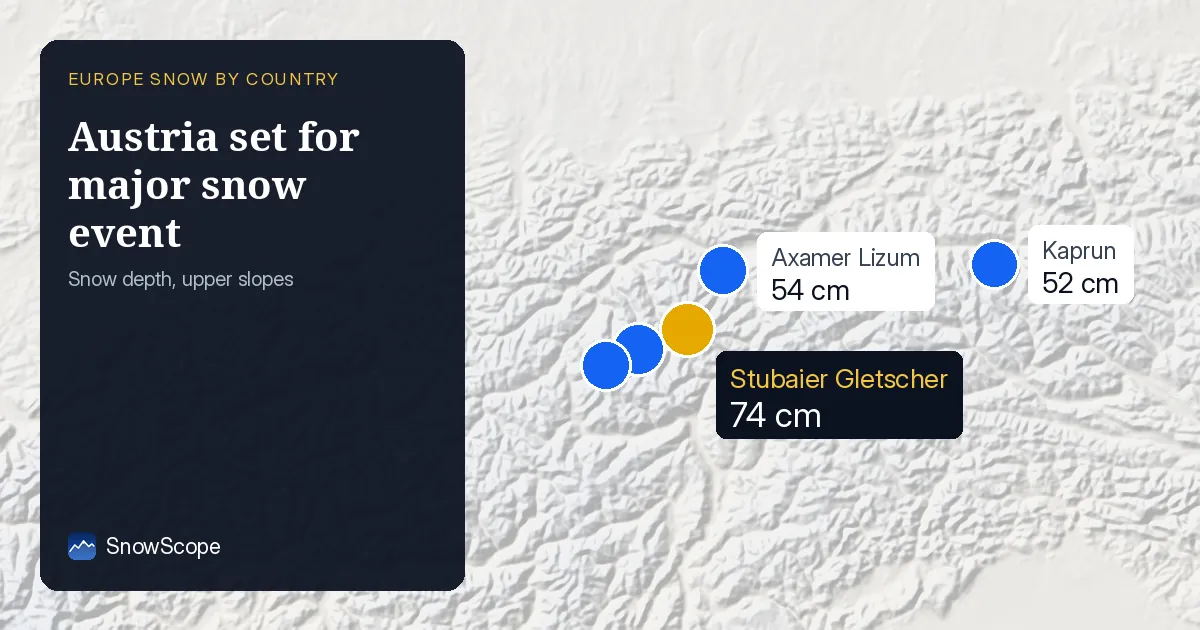 EUROPE SNOW BY COUNTRY
Austria set for
major snow
event
Snow depth, upper slopes
Axamer Lizum
54 cm
Kaprun
52 cm
Stubaier Gletscher
74 cm
SnowScope